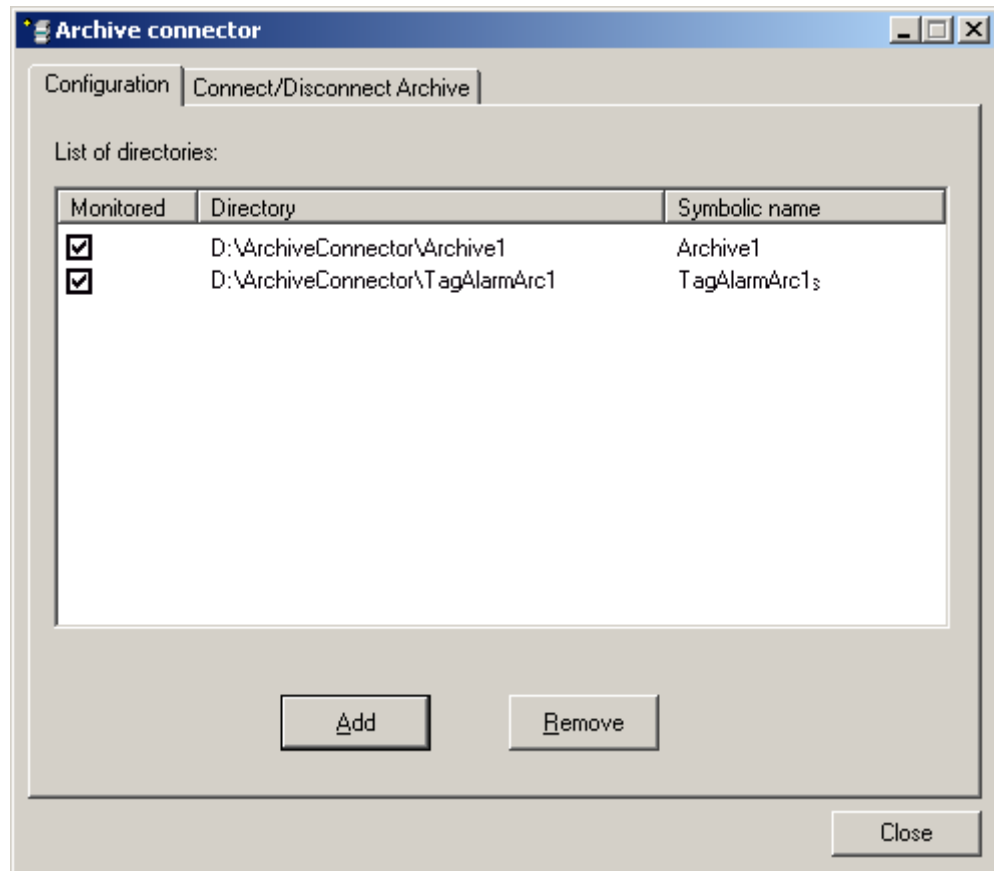 Archive connector
Configuration Connect/Disconnect Archive
List of directories:
Monitored Directory Symbolic name
D:\ArchiveConnector\Archive1 Archive1
D:\ArchiveConnector\TagAlarmArc1 TagAlarmArc1s
Add Remove
Close